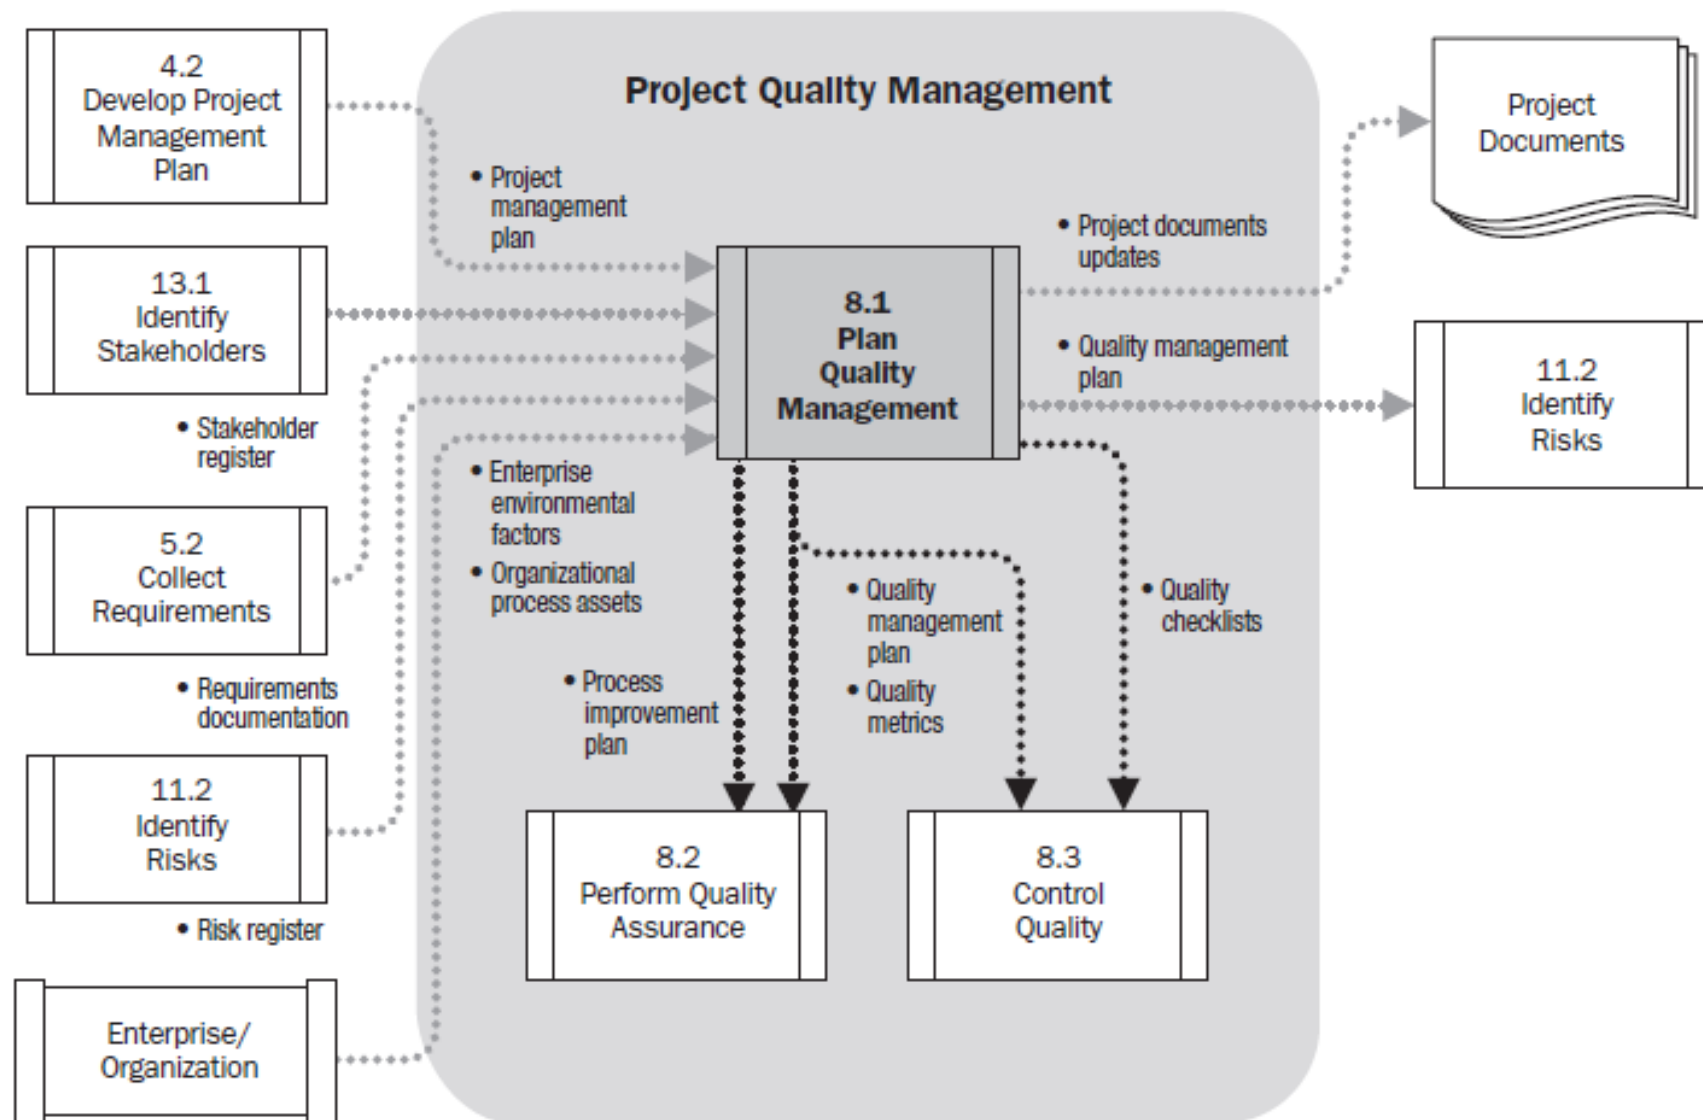 4.2
Develop Project
Management
Plan
13.1
Identify
Stakeholders
• Stakeholder
register
5.2
Collect
Requirements
• Requirements
documentation
11.2
Identify
Risks
• Risk register
Enterprise/
Organization
Project Quality Management
• Project
management
plan
• Enterprise
environmental
factors
• Organizational
process assets
8.1
Plan
Quality
Management
• Project documents
updates
• Quality management
plan
• Process
improvement
plan
• Quality
management
plan
• Quality
metrics
• Quality
checklists
8.2
Perform Quality
Assurance
8.3
Control
Quality
Project
Documents
11.2
Identify
Risks